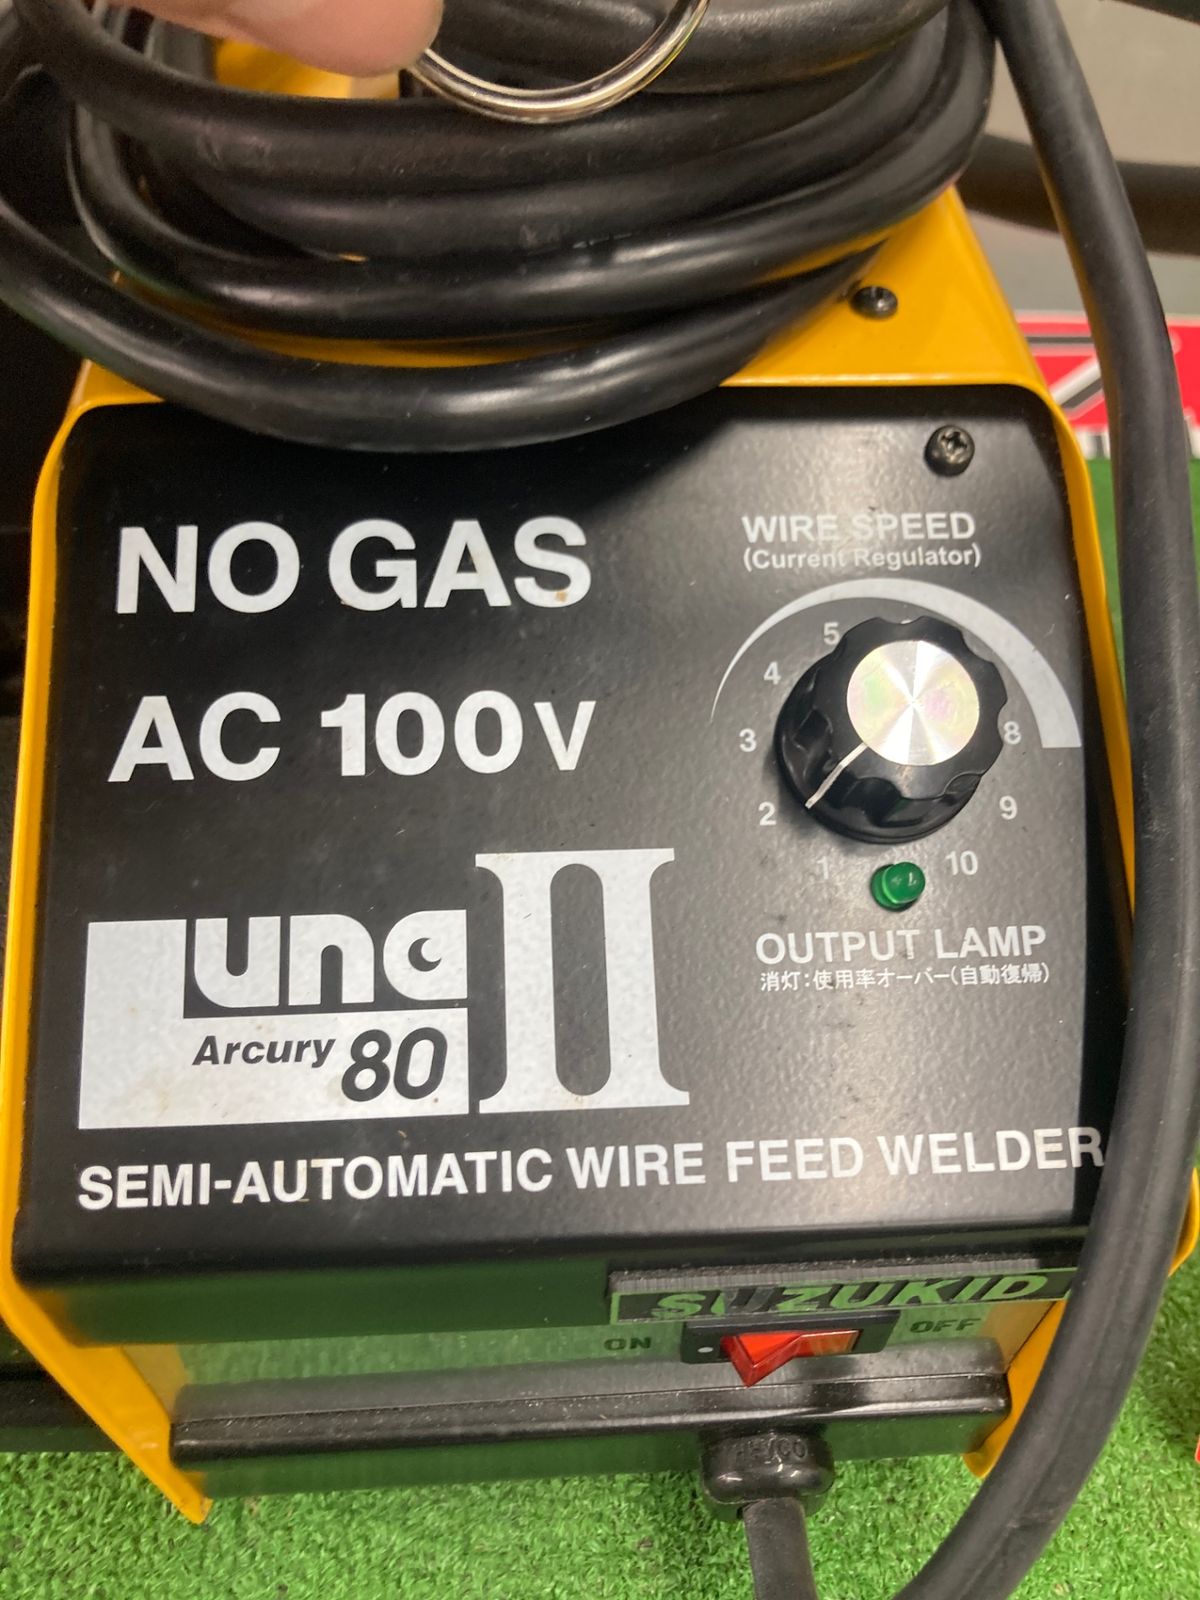 NO GAS
AC 100V
WIRE SPEED
(Current Regulator)
5
4
3
2
1
8
9
10
OUTPUT LAMP
消灯:使用率オーバー(自動復帰)
Luna II
Arcury 80
SEMI-AUTOMATIC WIRE FEED WELDER
SUZUKID
ON
OFF